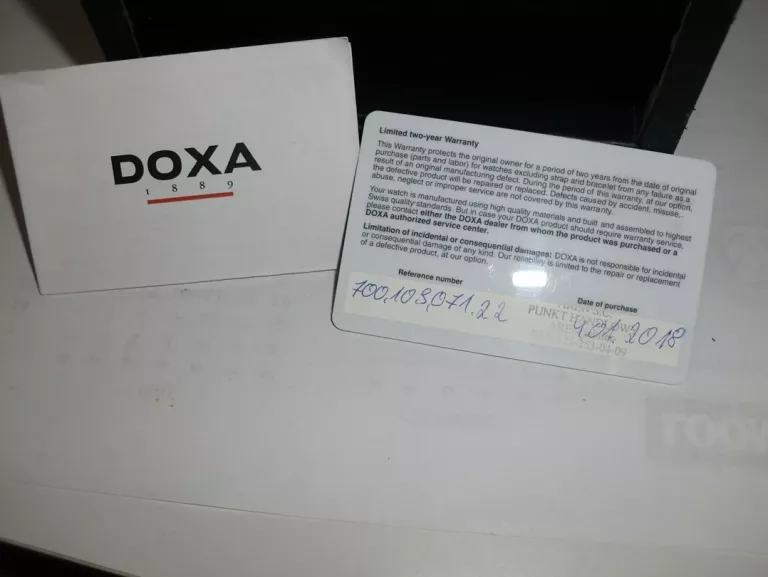 DOXA
1889
Limited two-year Warranty
This Warranty protects the original owner for a period of two years from the date of original
purchase (parts and labor) for watches excluding strap and bracelet from any failure as a
result of an original manufacturing defect. During the period of this warranty, at our option,
the defective product will be repaired or replaced. Defects caused by accident, misuse,
abuse, neglect or improper service are not covered by this warranty.
Your watch is manufactured using high quality materials and built and assembled to highest
Swiss quality standards. But in case your DOXA product should require warranty service,
please contact either the DOXA dealer from whom the product was purchased or a
DOXA authorized service center.
Limitation of incidental or consequential damages: DOXA is not responsible for incidental
or consequential damage of any kind. Our reliability is limited to the repair or replacement
of a defective product, at our option.
Reference number
Date of purchase
700,103,071.22
2018
PUNKT